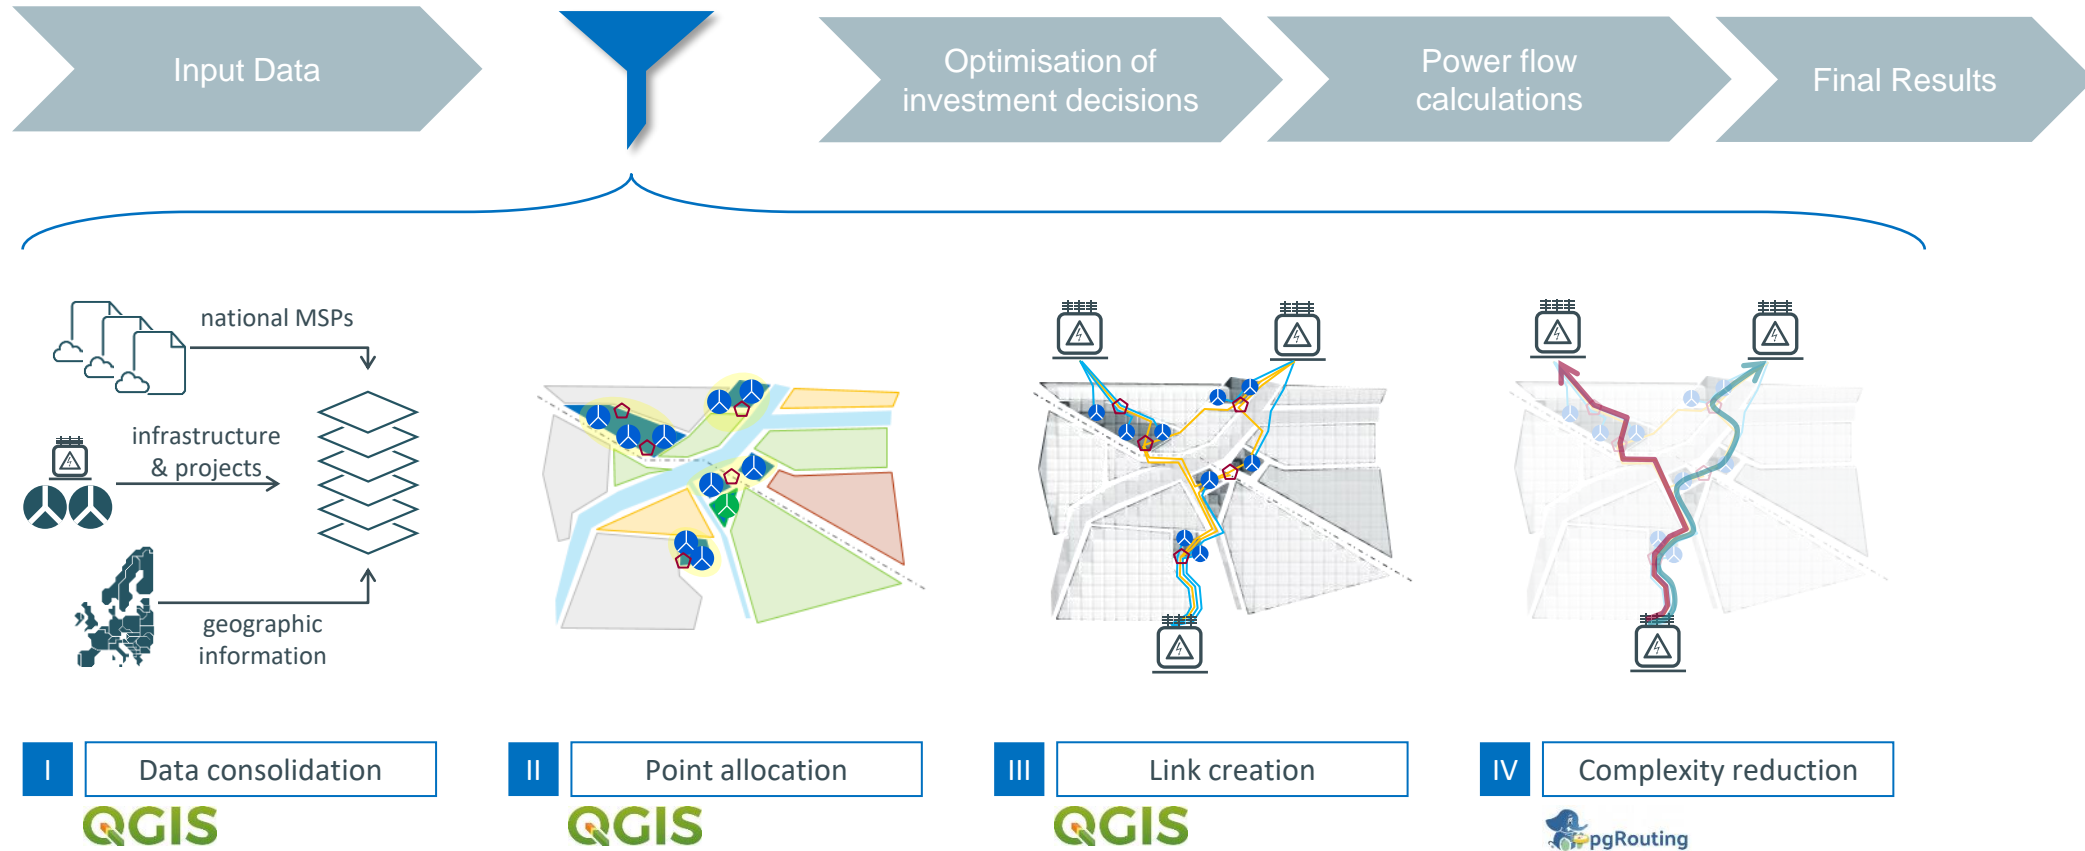 Input Data
Optimisation of
investment decisions
Power flow
calculations
Final Results
national MSPs
infrastructure
& projects
geographic
information
I
Data consolidation
QGIS
II
Point allocation
QGIS
III
Link creation
QGIS
IV
Complexity reduction
pgRouting